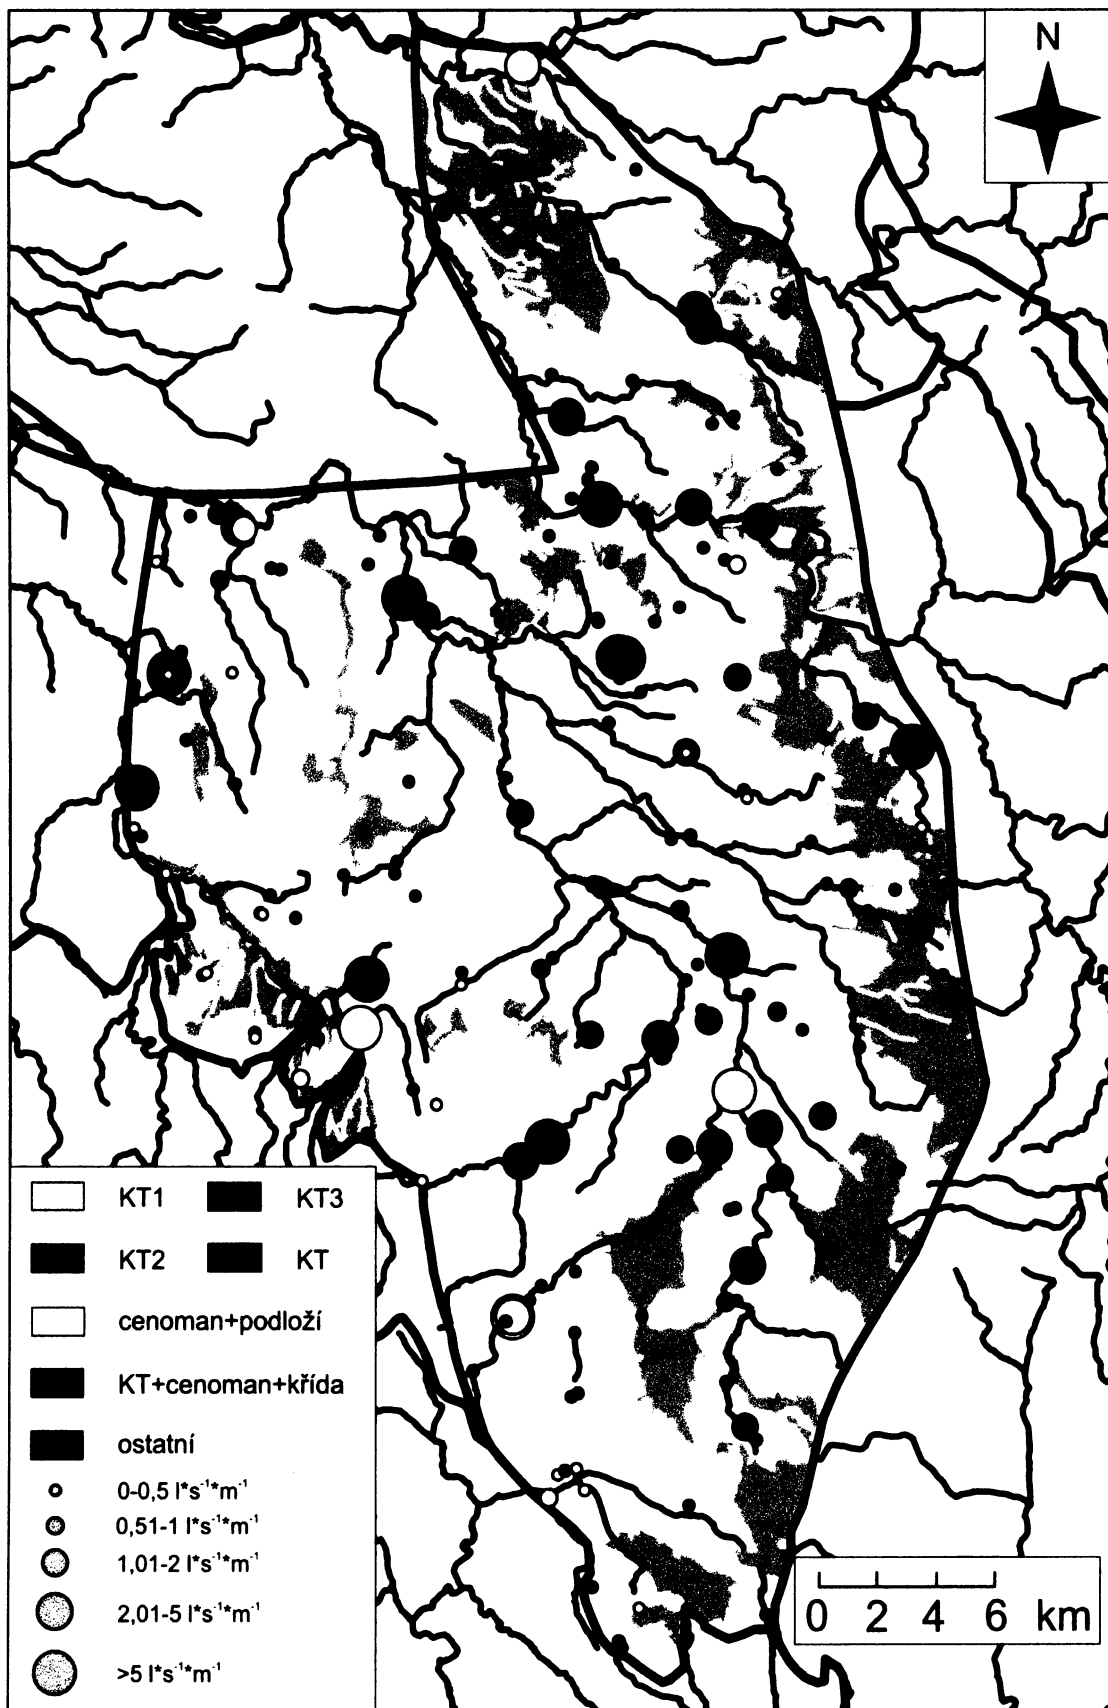 N
KT1 KT3
KT2 KT
cenoman+podloží
KT+cenoman+křída
ostatní
0-0,5 l*s⁻¹*m⁻¹
0,51-1 l*s⁻¹*m⁻¹
1,01-2 l*s⁻¹*m⁻¹
2,01-5 l*s⁻¹*m⁻¹
>5 l*s⁻¹*m⁻¹
0 2 4 6 km